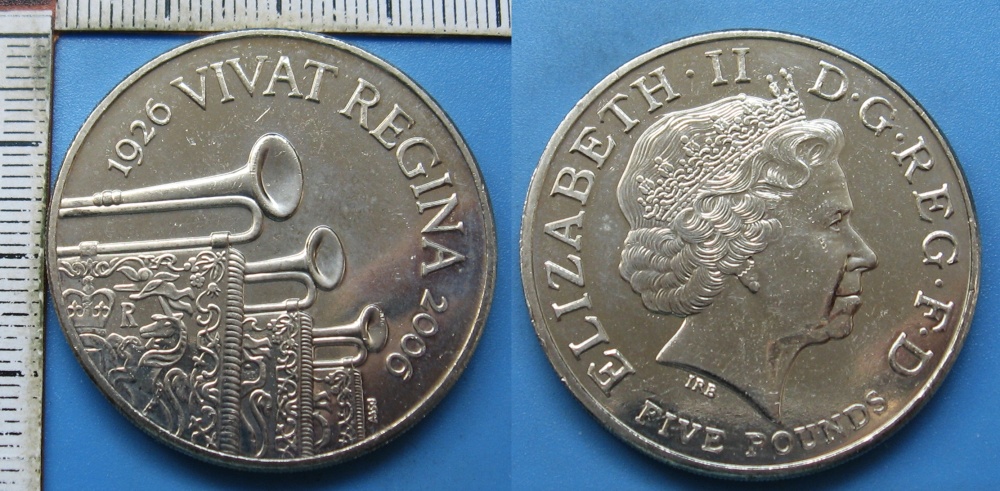 1926 VIVAT REGINA 2006
R
ELIZABETH · II D · G · REG · F · D
IRB
FIVE POUNDS